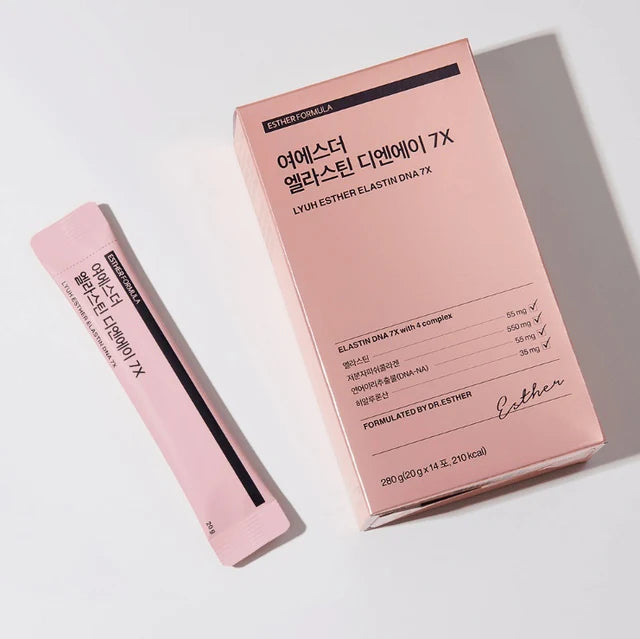 ESTHER FORMULA
여에스더
엘라스틴 디엔에이 7X
LYUH ESTHER ELASTIN DNA 7X
20 g
ESTHER FORMULA
여에스더
엘라스틴 디엔에이 7X
LYUH ESTHER ELASTIN DNA 7X
ELASTIN DNA 7X with 4 complex
엘라스틴 55 mg ✓
저분자피쉬콜라겐 550 mg ✓
연어이리추출물(DNA-NA) 55 mg ✓
히알루론산 35 mg ✓
FORMULATED BY DR.ESTHER
Esther
280 g(20 g x 14 포, 210 kcal)